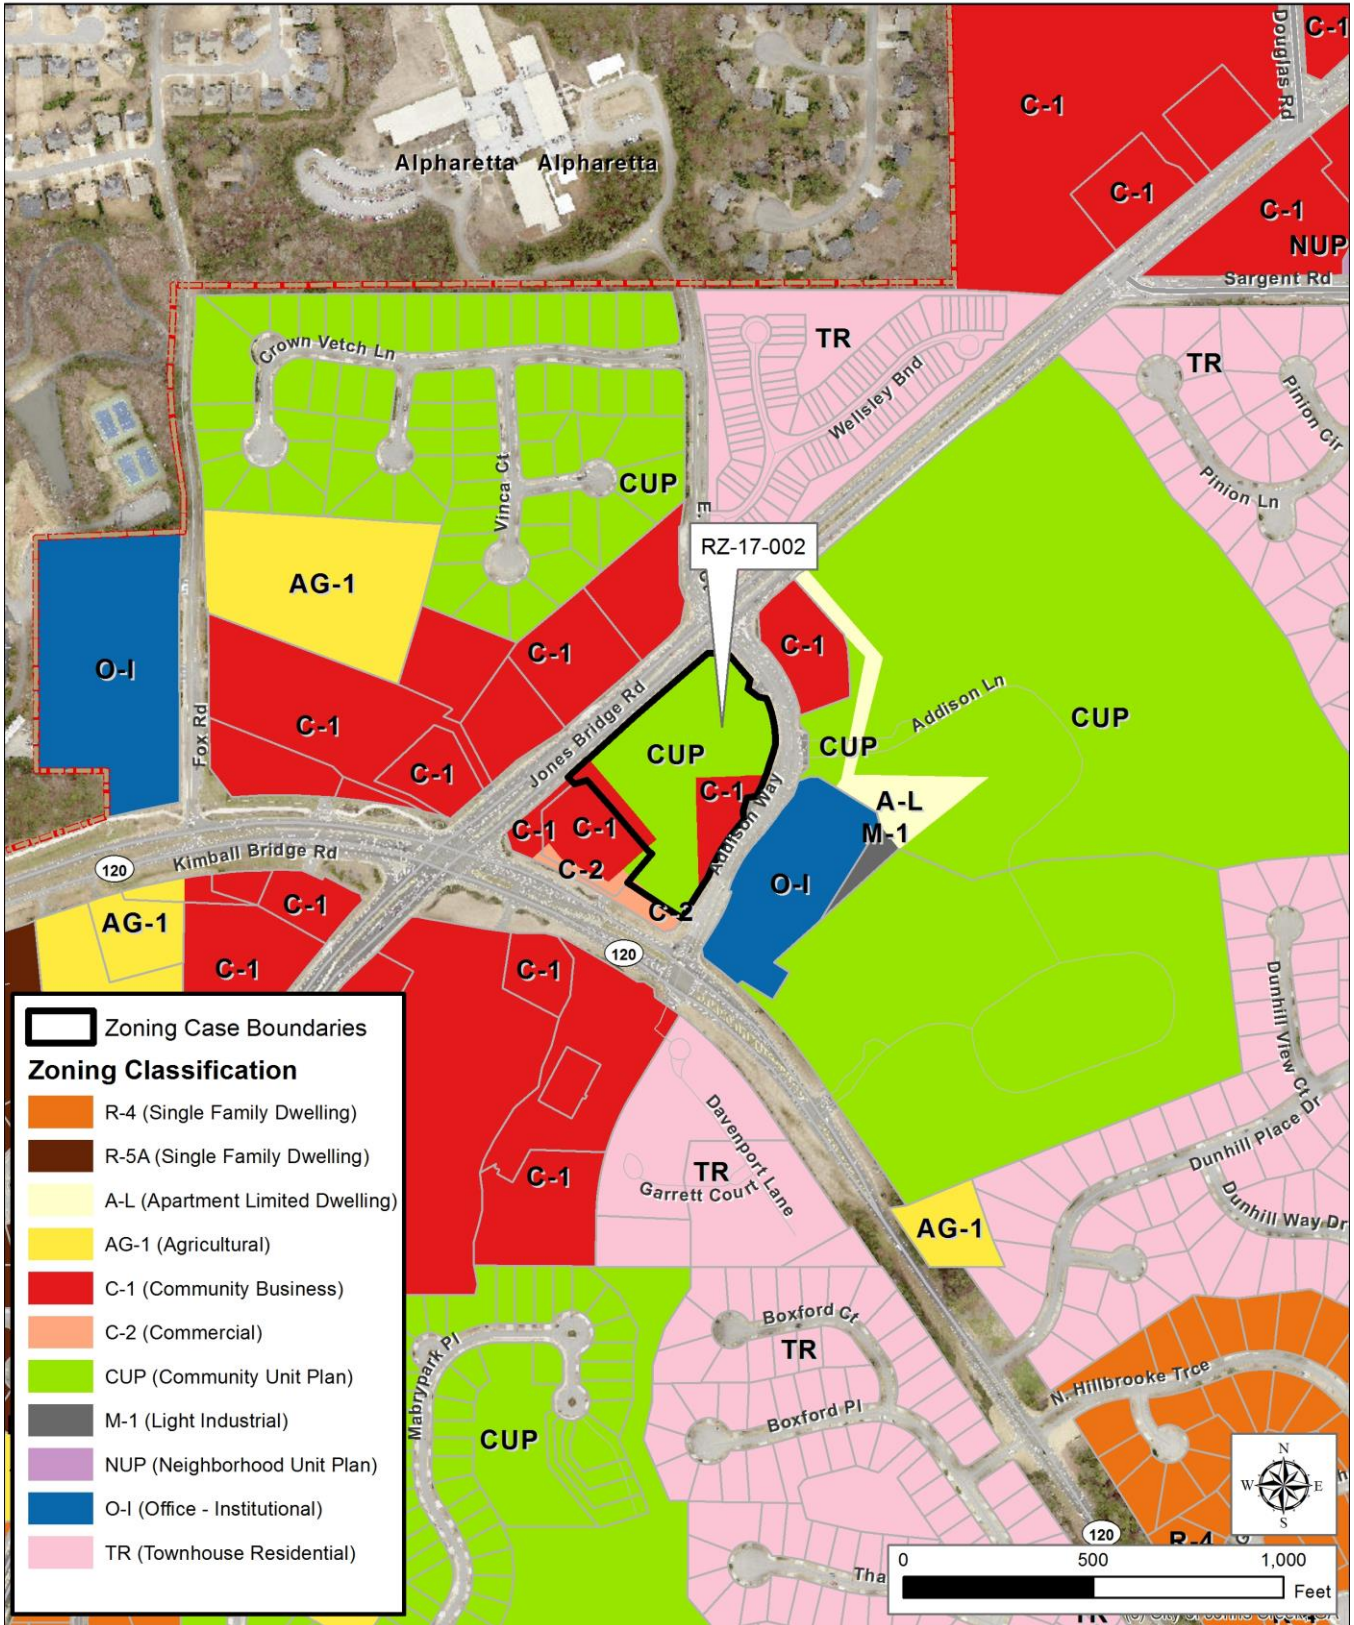 Douglas Rd
C-1
C-1
Alpharetta Alpharetta
C-1
C-1
NUP
Sargent Rd
TR
Crown Vetch Ln
TR
Wellsley Bnd
Pinion Cir
Pinion Ln
CUP
Vinca Ct
E.
RZ-17-002
AG-1
O-I
C-1
C-1
Addison Ln
CUP
Fox Rd
C-1
Jones Bridge Rd
CUP
CUP
C-1
C-1
A-L
M-1
Addison Way
C-1
C-1
120
Kimball Bridge Rd
C-2
O-I
C-1
AG-1
C-2
120
C-1
C-1
Dunhill View Ct
Zoning Case Boundaries
Zoning Classification
R-4 (Single Family Dwelling)
R-5A (Single Family Dwelling)
A-L (Apartment Limited Dwelling)
AG-1 (Agricultural)
C-1 (Community Business)
C-2 (Commercial)
CUP (Community Unit Plan)
M-1 (Light Industrial)
NUP (Neighborhood Unit Plan)
O-I (Office - Institutional)
TR (Townhouse Residential)
Davenport Lane
Dunhill Place Dr
C-1
TR
Garrett Court
Dunhill Way Dr
AG-1
Boxford Ct
TR
Mabrypark Pl
N. Hillbrooke Trce
Boxford Pl
CUP
N
W E
S
120
R-4
0 500 1,000
Feet
Tha
TR